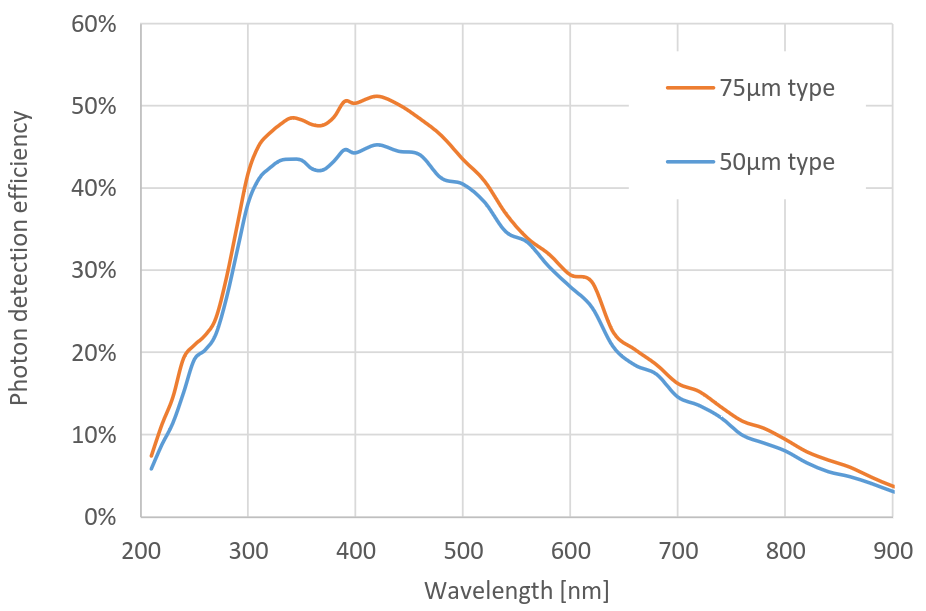 60%
50%
40%
30%
20%
10%
0%
Photon detection efficiency
75μm type
50μm type
200 300 400 500 600 700 800 900
Wavelength [nm]